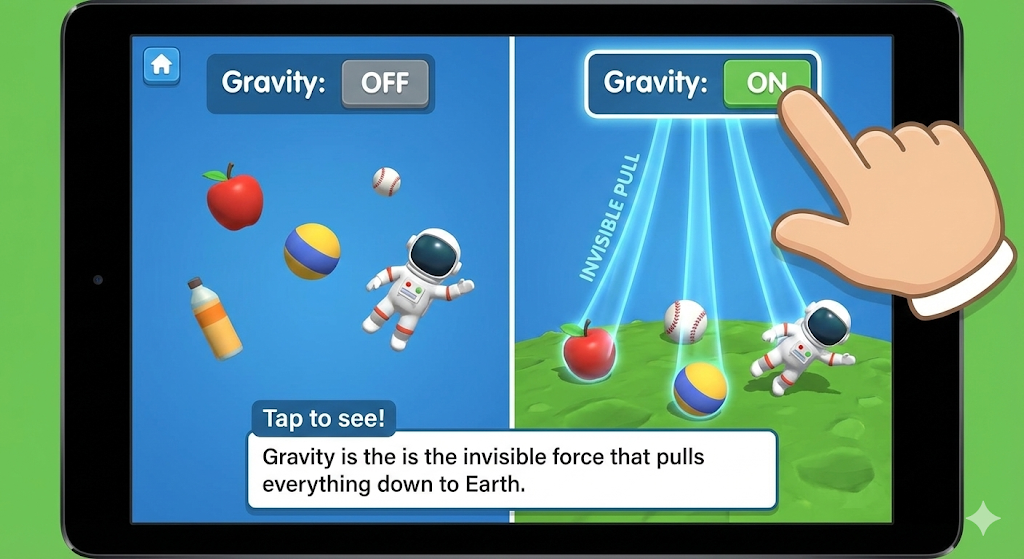 Gravity: OFF
Gravity: ON
INVISIBLE PULL
Tap to see!
Gravity is the is the invisible force that pulls
everything down to Earth.